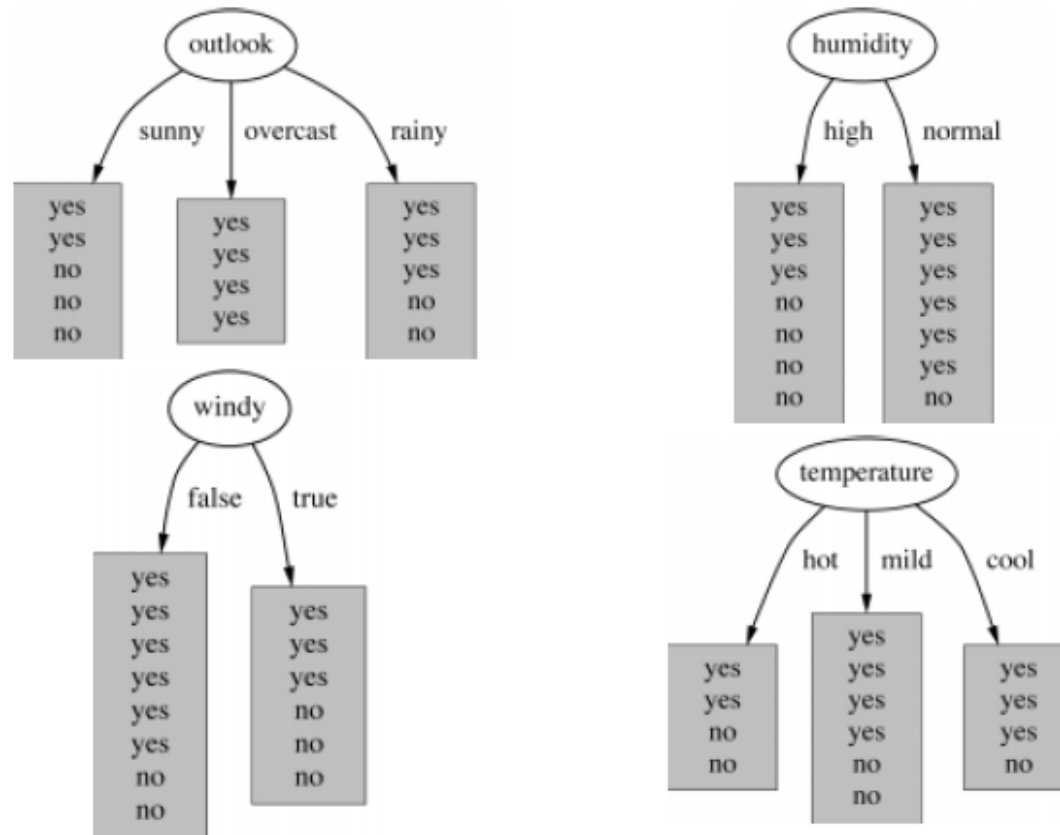 outlook
sunny overcast rainy
yes
yes
no
no
no
yes
yes
yes
yes
yes
yes
yes
no
no
humidity
high normal
yes
yes
yes
no
no
no
no
yes
yes
yes
yes
yes
yes
no
windy
false true
yes
yes
yes
yes
yes
yes
no
no
yes
yes
yes
no
no
no
temperature
hot mild cool
yes
yes
no
no
yes
yes
yes
yes
no
no
yes
yes
yes
no